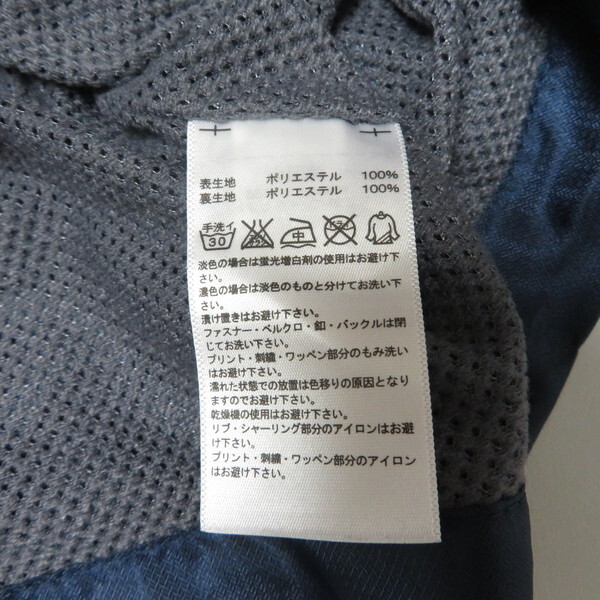 表生地 ポリエステル 100%
裏生地 ポリエステル 100%
手洗イ 30 中 ドライ
淡色の場合は蛍光増白剤の使用はお避け下
さい。
濃色の場合は淡色のものと分けてお洗い下
さい。
漬け置きはお避け下さい。
ファスナー・ベルクロ・釦・バックルは閉
じてお洗い下さい。
プリント・刺繍・ワッペン部分のもみ洗い
はお避け下さい。
濡れた状態での放置は色移りの原因となり
ますのでお避け下さい。
乾燥機の使用はお避け下さい。
リブ・シャーリング部分のアイロンはお避
け下さい。
プリント・刺繍・ワッペン部分のアイロン
はお避け下さい。